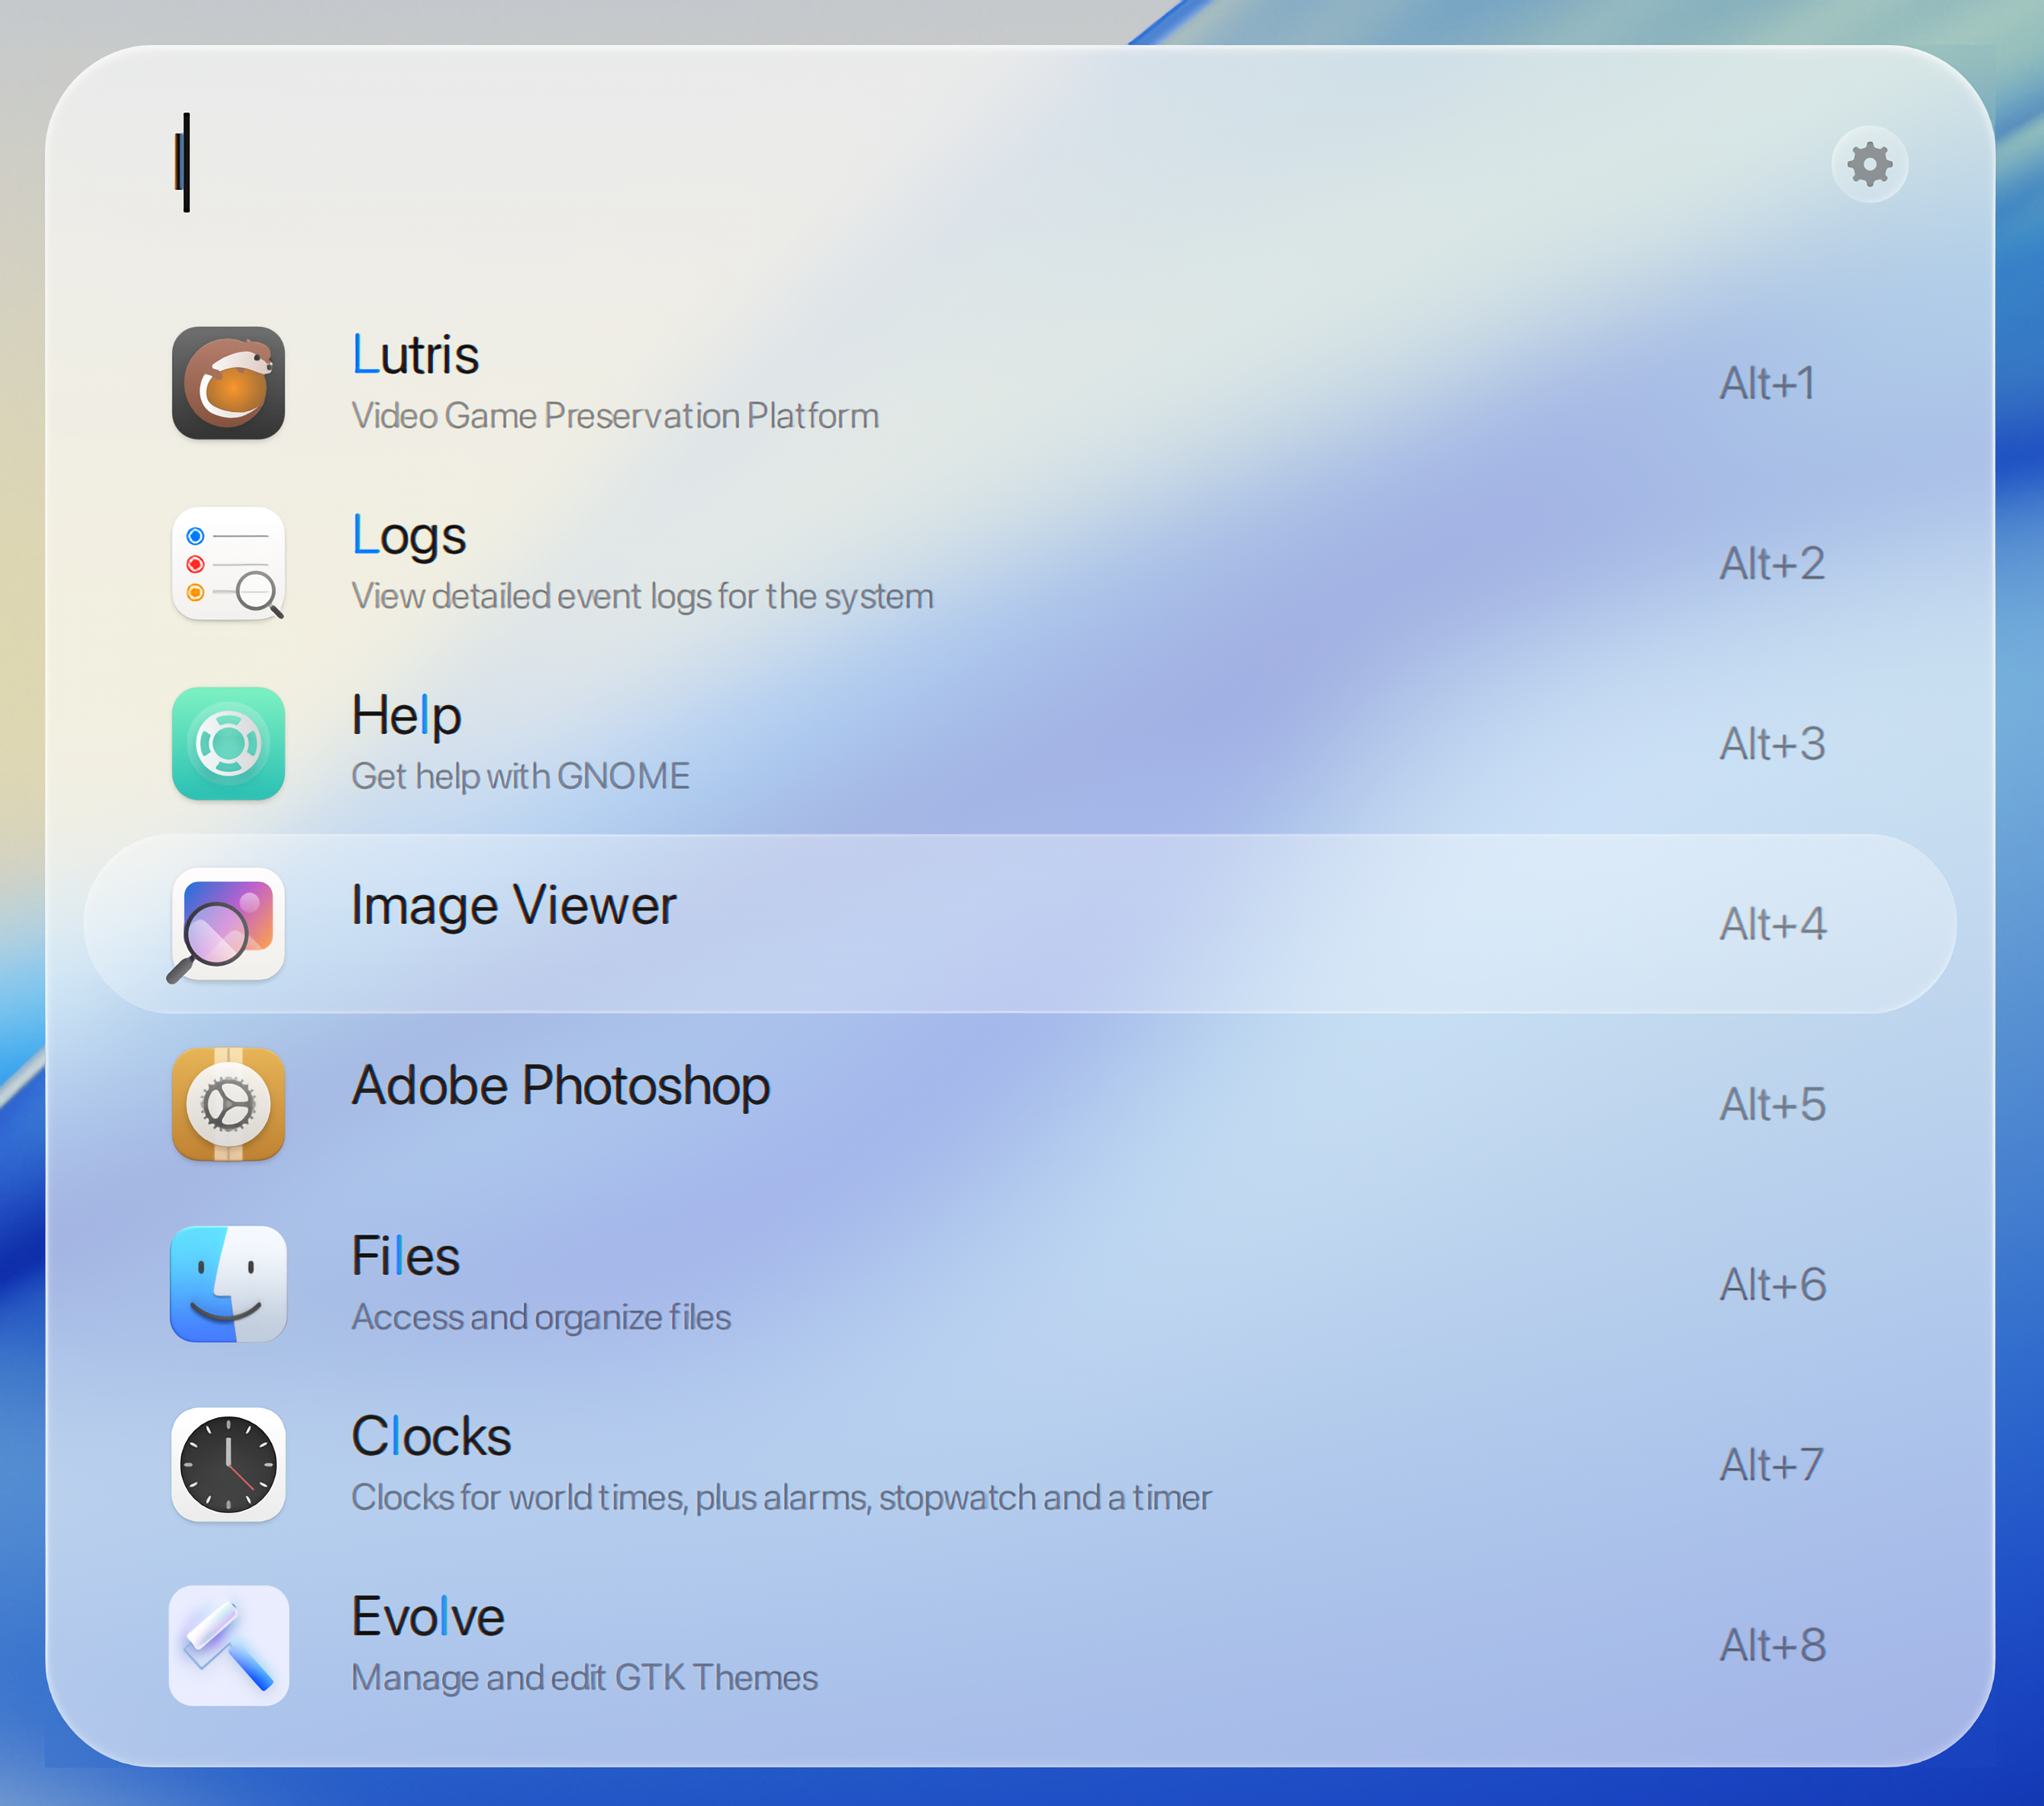 l
Lutris
Video Game Preservation Platform
Alt+1
Logs
View detailed event logs for the system
Alt+2
Help
Get help with GNOME
Alt+3
Image Viewer
Alt+4
Adobe Photoshop
Alt+5
Files
Access and organize files
Alt+6
Clocks
Clocks for world times, plus alarms, stopwatch and a timer
Alt+7
Evolve
Manage and edit GTK Themes
Alt+8